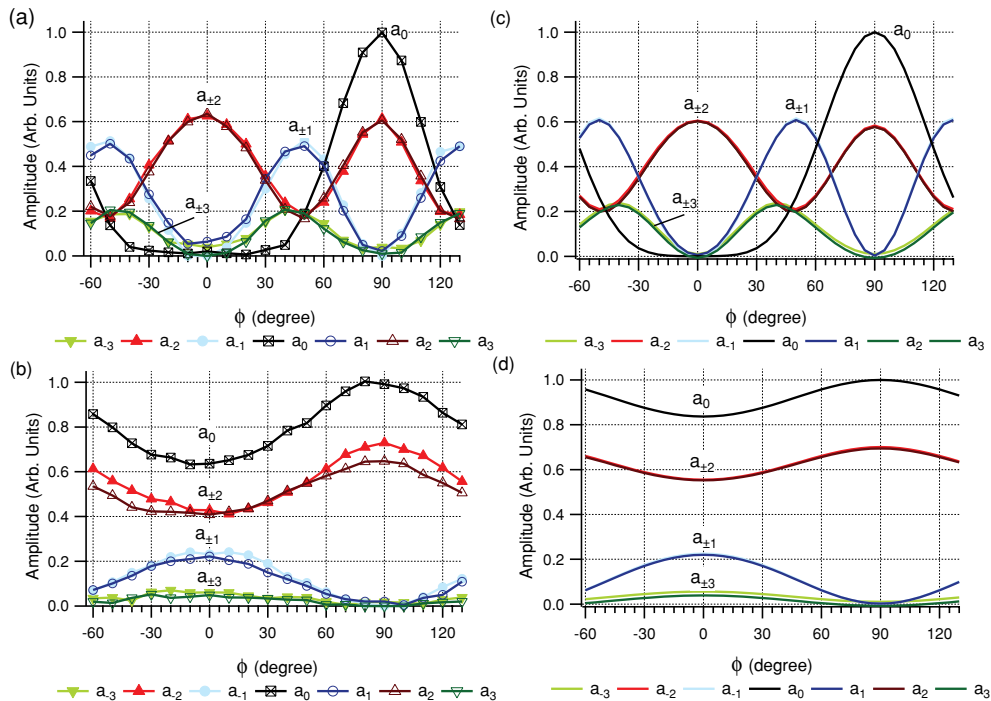 (a)
Amplitude (Arb. Units)
1.0
0.8
0.6
0.4
0.2
0.0
a0
a±2
a±1
a±3
-60 -30 0 30 60 90 120
ϕ (degree)
a-3 a-2 a-1 a0 a1 a2 a3
(c)
Amplitude (Arb. Units)
1.0
0.8
0.6
0.4
0.2
0.0
a0
a±2
a±1
a±3
-60 -30 0 30 60 90 120
ϕ (degree)
a-3 a-2 a-1 a0 a1 a2 a3
(b)
Amplitude (Arb. Units)
1.0
0.8
0.6
0.4
0.2
0.0
a0
a±2
a±1
a±3
-60 -30 0 30 60 90 120
ϕ (degree)
a-3 a-2 a-1 a0 a1 a2 a3
(d)
Amplitude (Arb. Units)
1.0
0.8
0.6
0.4
0.2
0.0
a0
a±2
a±1
a±3
-60 -30 0 30 60 90 120
ϕ (degree)
a-3 a-2 a-1 a0 a1 a2 a3